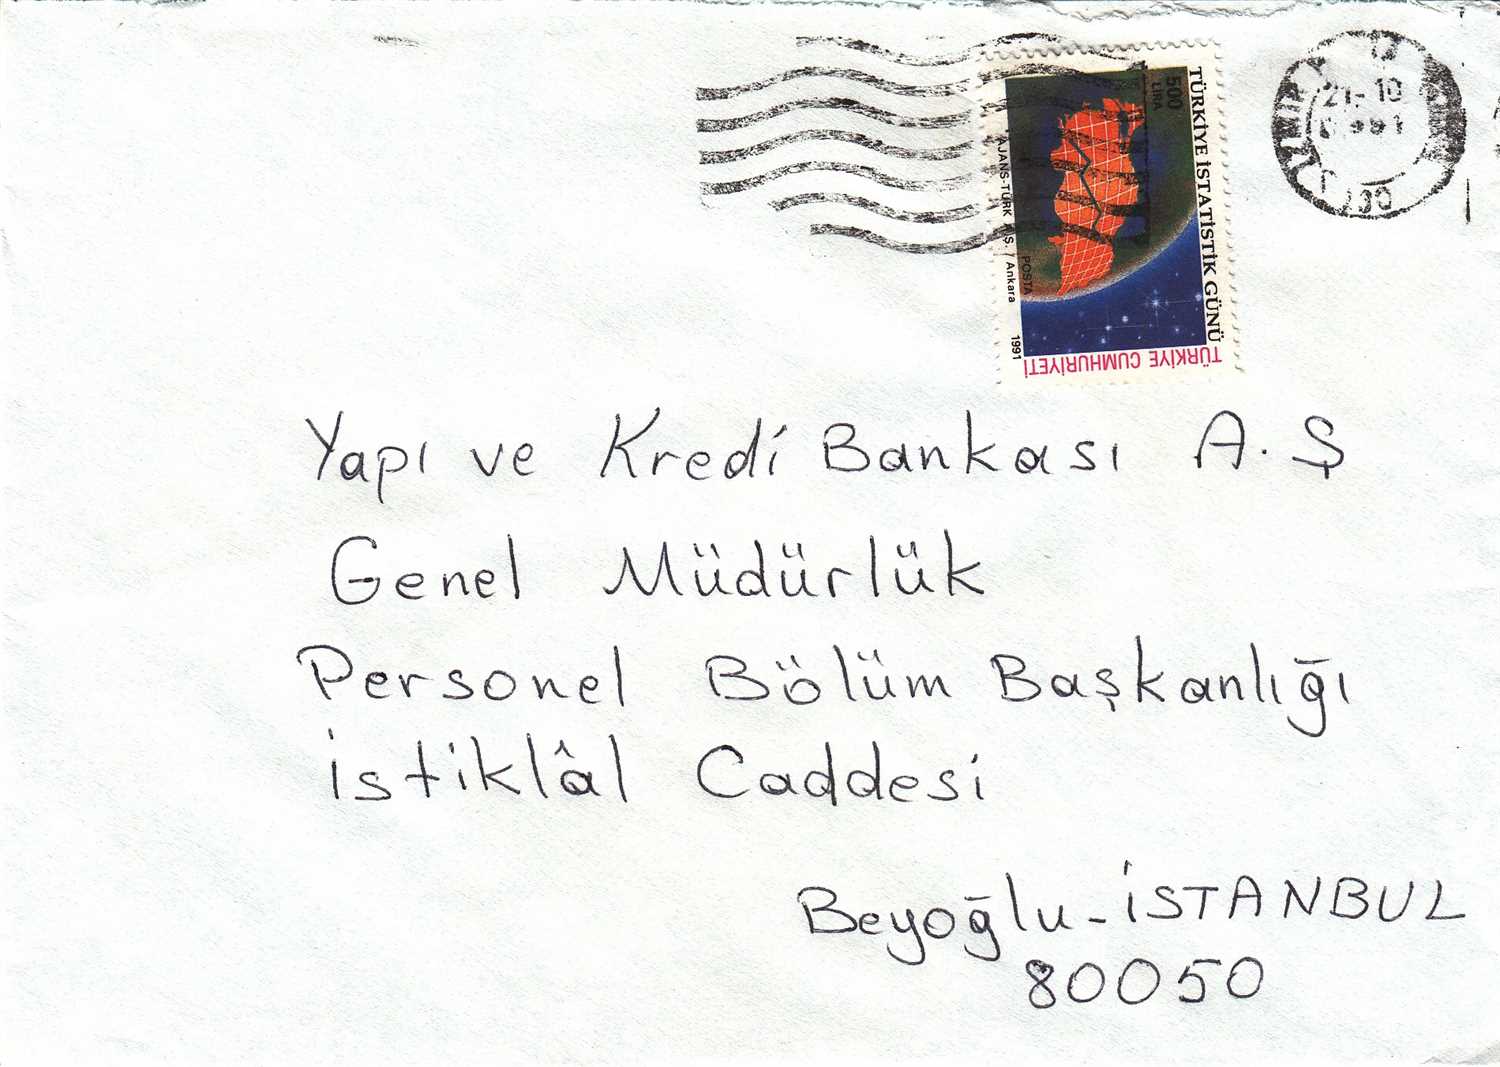 TÜRKİYE İSTATİSTİK GÜNÜ
500
LİRA
POSTA
AJANS-TÜRK A.Ş. / Ankara
1991
TÜRKİYE CUMHURİYETİ
21-10
Yapı ve Kredi Bankası A.Ş
Genel Müdürlük
Personel Bölüm Başkanlığı
İstiklâl Caddesi
Beyoğlu-İSTANBUL
80050